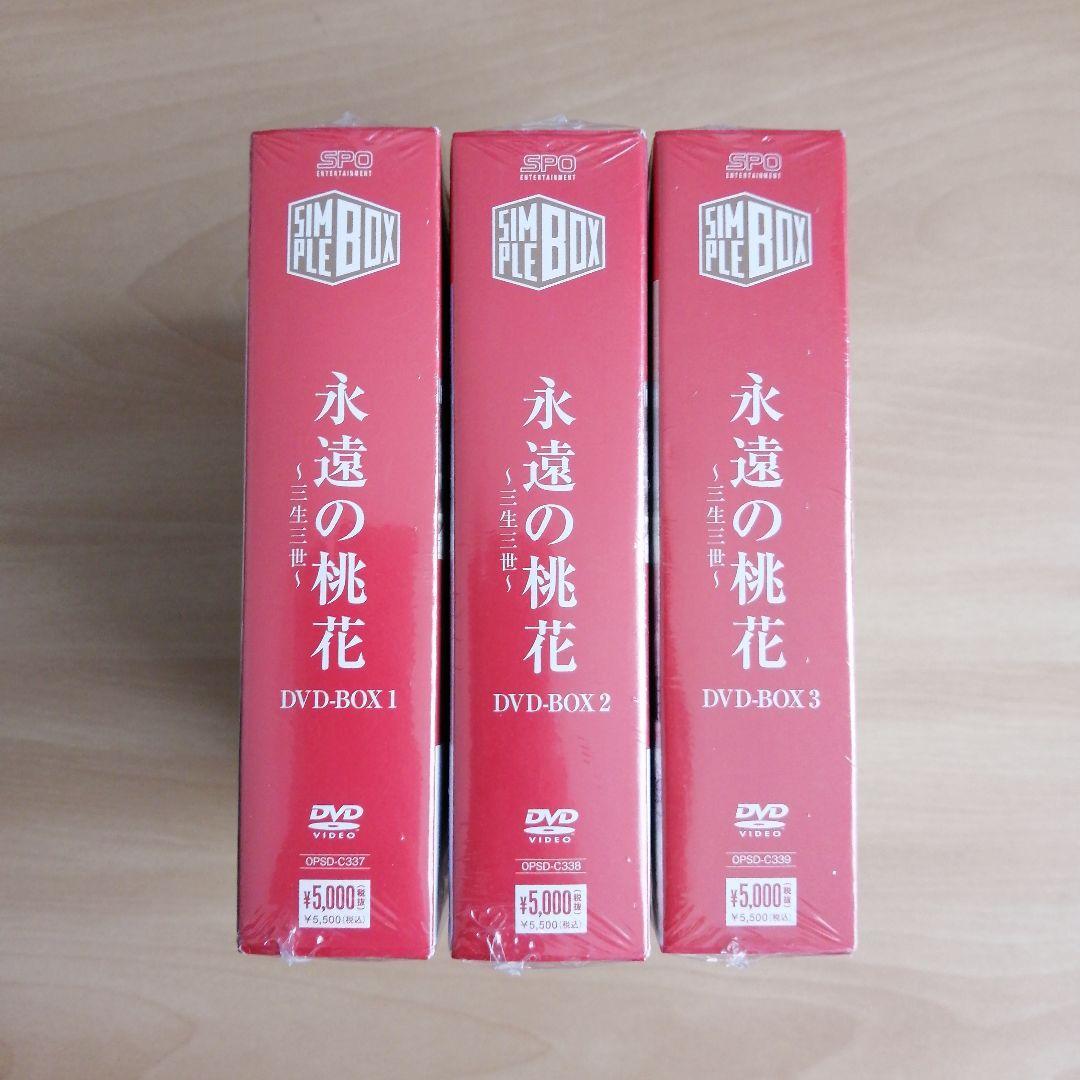 SPO
ENTERTAINMENT
SIMPLE BOX
永遠の桃花
～三生三世～
DVD-BOX 1
DVD
VIDEO
OPSD-C337
¥5,000(税抜)
¥5,500(税込)
SPO
ENTERTAINMENT
SIMPLE BOX
永遠の桃花
～三生三世～
DVD-BOX 2
DVD
VIDEO
OPSD-C338
¥5,000(税抜)
¥5,500(税込)
SPO
ENTERTAINMENT
SIMPLE BOX
永遠の桃花
～三生三世～
DVD-BOX 3
DVD
VIDEO
OPSD-C339
¥5,000(税抜)
¥5,500(税込)